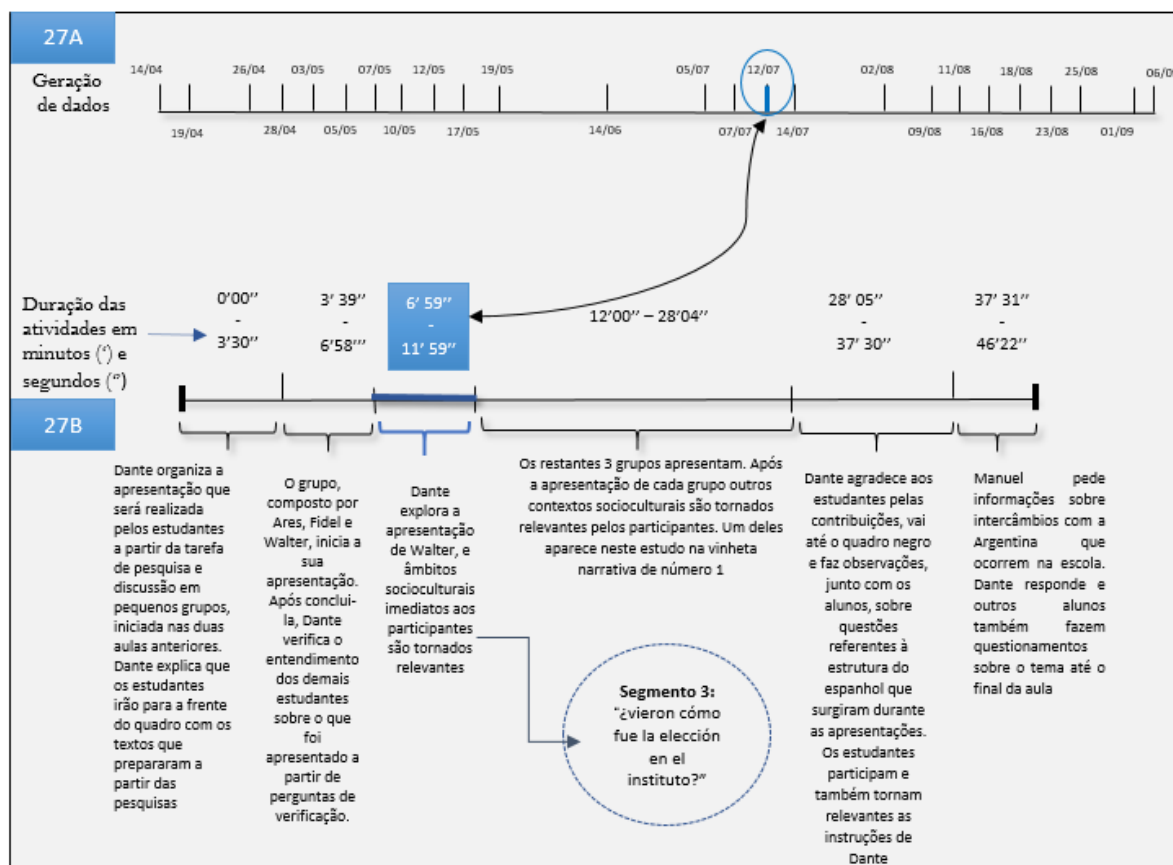 27A
Geração
de dados
14/04 26/04 03/05 07/05 12/05 19/05 05/07 12/07 02/08 11/08 18/08 25/08
19/04 28/04 05/05 10/05 17/05 14/06 07/07 14/07 09/08 16/08 23/08 01/09
Duração das
atividades em
minutos (‘) e
segundos (‘’)
0’00’’
-
3’30’’
3’ 39’’
-
6’58’’’
6’ 59’’
-
11’ 59’’
12’00’’ – 28’04’’
28’ 05’’
-
37’ 30’’
37’ 31’’
-
46’22’’
27B
Dante organiza a
apresentação que
será realizada
pelos estudantes
a partir da tarefa
de pesquisa e
discussão em
pequenos grupos,
iniciada nas duas
aulas anteriores.
Dante explica que
os estudantes
irão para a frente
do quadro com os
textos que
prepararam a
partir das
pesquisas
O grupo,
composto por
Ares, Fidel e
Walter, inicia a
sua
apresentação.
Após conclui-
la, Dante
verifica o
entendimento
dos demais
estudantes
sobre o que
foi
apresentado a
partir de
perguntas de
verificação.
Dante
explora a
apresentação
de Walter, e
âmbitos
socioculturais
imediatos aos
participantes
são tornados
relevantes
Os restantes 3 grupos apresentam. Após
a apresentação de cada grupo outros
contextos socioculturais são tornados
relevantes pelos participantes. Um deles
aparece neste estudo na vinheta
narrativa de número 1
Segmento 3:
“¿vieron cómo
fue la elección
en el
instituto?”
Dante agradece aos
estudantes pelas
contribuições, vai
até o quadro negro
e faz observações,
junto com os
alunos, sobre
questões
referentes à
estrutura do
espanhol que
surgiram durante
as apresentações.
Os estudantes
participam e
também tornam
relevantes as
instruções de
Dante
Manuel pede
informações sobre
intercâmbios com a
Argentina que
ocorrem na escola.
Dante responde e
outros alunos
também fazem
questionamentos
sobre o tema até o
final da aula